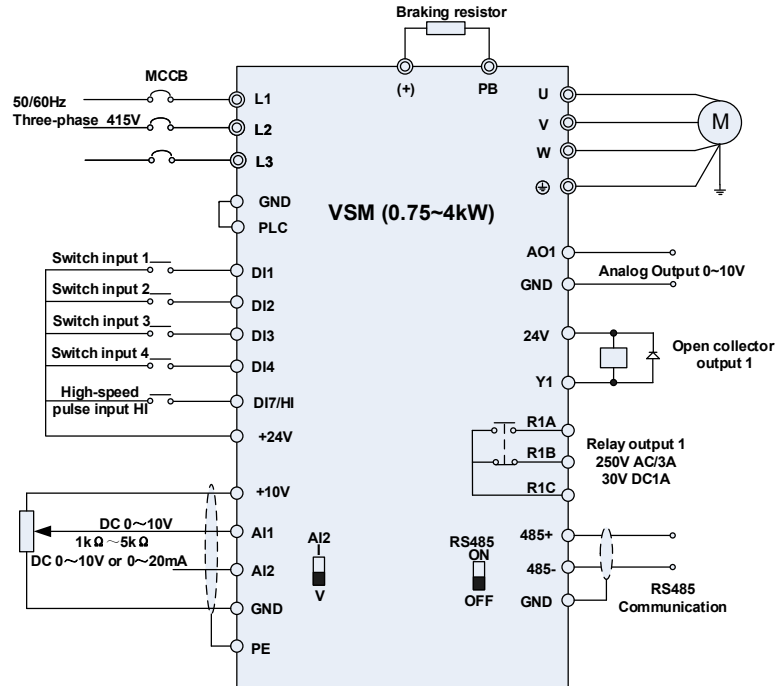 Braking resistor
MCCB
50/60Hz
Three-phase 415V
L1
L2
L3
(+)
PB
U
V
W
M
GND
PLC
VSM (0.75~4kW)
Switch input 1
DI1
Switch input 2
DI2
Switch input 3
DI3
Switch input 4
DI4
High-speed
pulse input HI
DI7/HI
+24V
AO1
Analog Output 0~10V
GND
24V
Open collector
output 1
Y1
R1A
R1B
R1C
Relay output 1
250V AC/3A
30V DC1A
+10V
DC 0～10V
AI1
1kΩ～5kΩ
DC 0～10V or 0～20mA
AI2
GND
PE
AI2
I
V
RS485
ON
OFF
485+
485-
GND
RS485
Communication